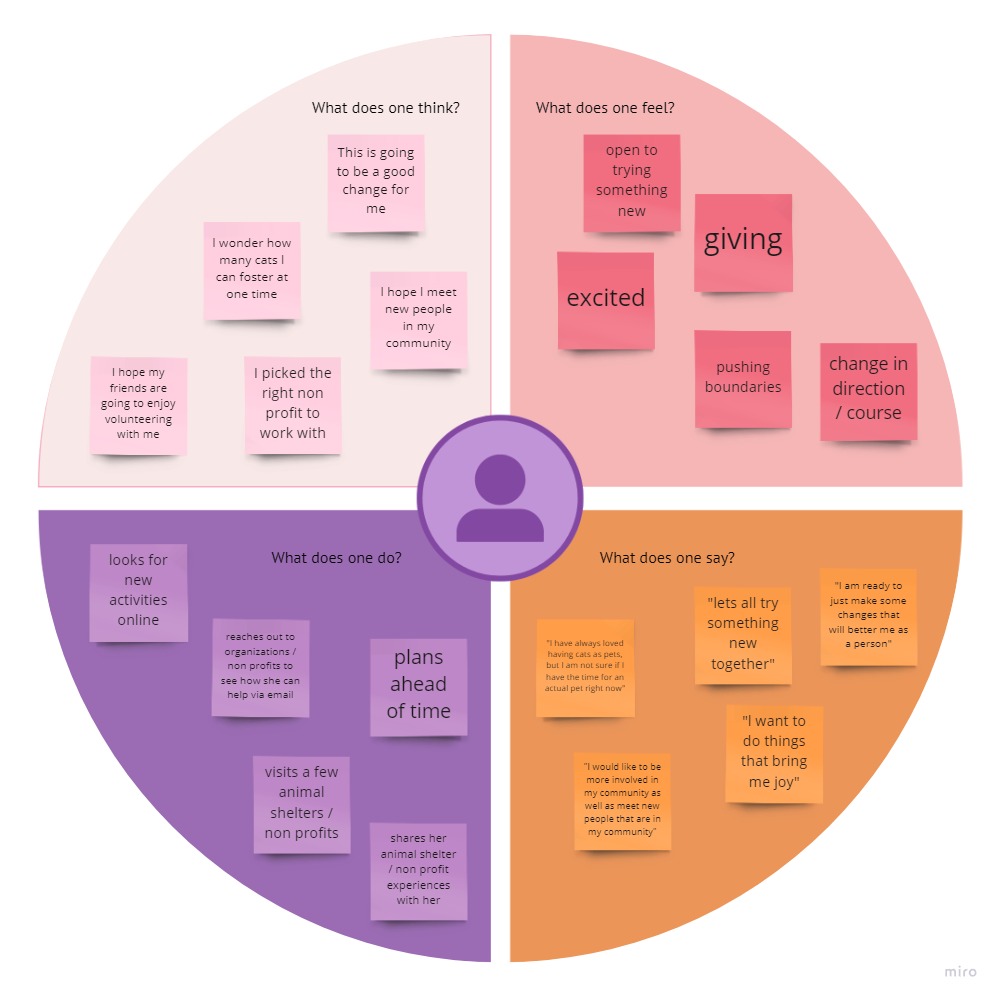 What does one think?
This is going
to be a good
change for
me
I wonder how
many cats I
can foster at
one time
I hope I meet
new people
in my
community
I hope my
friends are
going to enjoy
volunteering
with me
I picked the
right non
profit to
work with
What does one feel?
open to
trying
something
new
giving
excited
pushing
boundaries
change in
direction
/ course
What does one do?
looks for
new
activities
online
reaches out to
organizations /
non profits to
see how she can
help via email
plans
ahead
of time
visits a few
animal
shelters /
non profits
shares her
animal shelter
/ non profit
experiences
with her
What does one say?
"I am ready to
just make some
changes that
will better me as
a person"
"lets all try
something
new
together"
"I have always loved
having cats as pets,
but I am not sure if I
have the time for an
actual pet right now"
"I want to
do things
that bring
me joy"
"I would like to be
more involved in
my community as
well as meet new
people that are in
my community"
miro